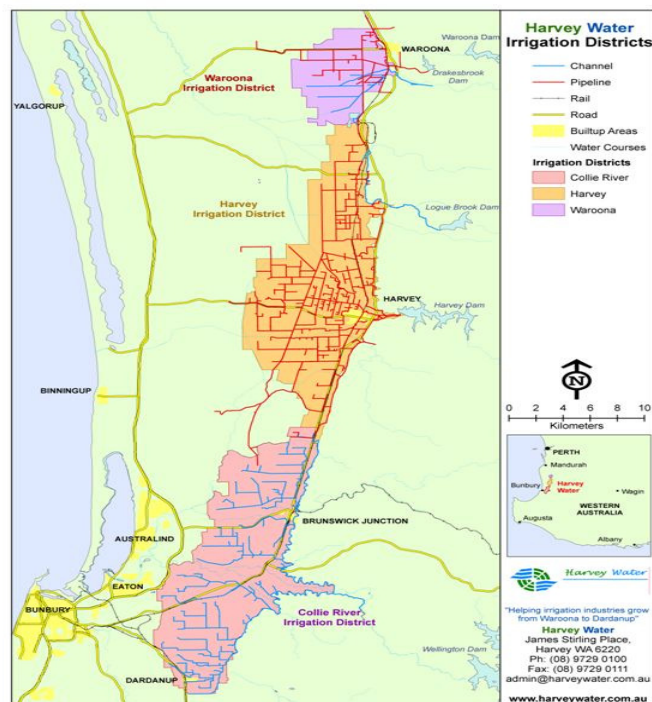 Harvey Water
Irrigation Districts
Channel
Pipeline
Rail
Road
Builtup Areas
Water Courses
Irrigation Districts
Collie River
Harvey
Waroona
Waroona Dam
WAROONA
Drakesbrook
Dam
Waroona
Irrigation District
YALGORUP
Harvey
Irrigation District
Logue Brook Dam
HARVEY
Harvey Dam
BINNINGUP
BRUNSWICK JUNCTION
AUSTRALIND
EATON
BUNBURY
Collie River
Irrigation District
Wellington Dam
DARDANUP
N
0 2 4 6 8 10
Kilometers
PERTH
Mandurah
Bunbury
Harvey
Water
Wagin
WESTERN
AUSTRALIA
Augusta
Albany
Harvey Water
"Helping irrigation industries grow
from Waroona to Dardanup"
Harvey Water
James Stirling Place,
Harvey WA 6220
Ph: (08) 9729 0100
Fax: (08) 9729 0111
admin@harveywater.com.au
www.harveywater.com.au